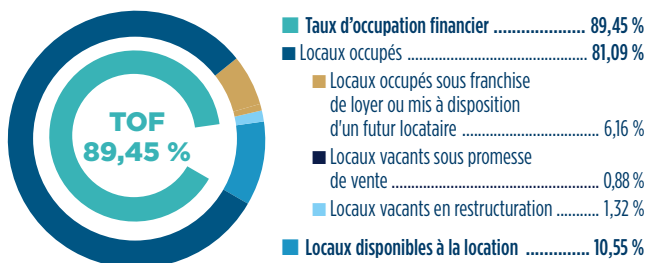 TOF
89,45 %
Taux d'occupation financier ..................... 89,45 %
Locaux occupés ............................................. 81,09 %
Locaux occupés sous franchise
de loyer ou mis à disposition
d'un futur locataire ................................... 6,16 %
Locaux vacants sous promesse
de vente ..................................................... 0,88 %
Locaux vacants en restructuration ........... 1,32 %
Locaux disponibles à la location .............. 10,55 %